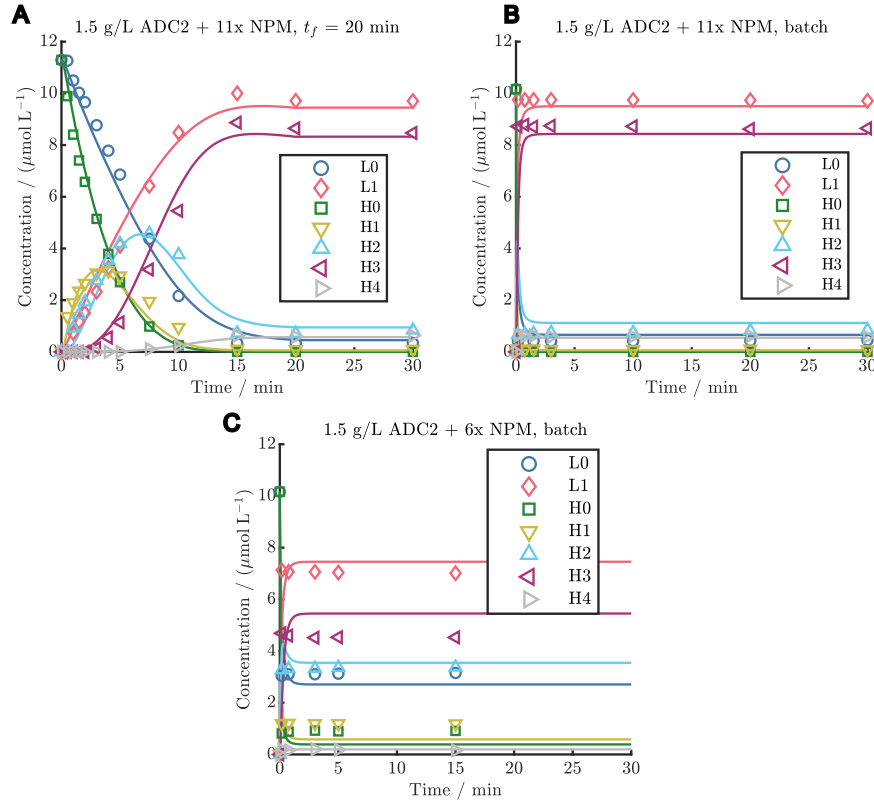 A
1.5 g/L ADC2 + 11x NPM, t_f = 20 min
Concentration / (μmol L⁻¹)
12
10
8
6
4
2
0
0
5
10
15
20
25
30
Time / min
L0
L1
H0
H1
H2
H3
H4
B
1.5 g/L ADC2 + 11x NPM, batch
Concentration / (μmol L⁻¹)
12
10
8
6
4
2
0
0
5
10
15
20
25
30
Time / min
L0
L1
H0
H1
H2
H3
H4
C
1.5 g/L ADC2 + 6x NPM, batch
Concentration / (μmol L⁻¹)
12
10
8
6
4
2
0
0
5
10
15
20
25
30
Time / min
L0
L1
H0
H1
H2
H3
H4